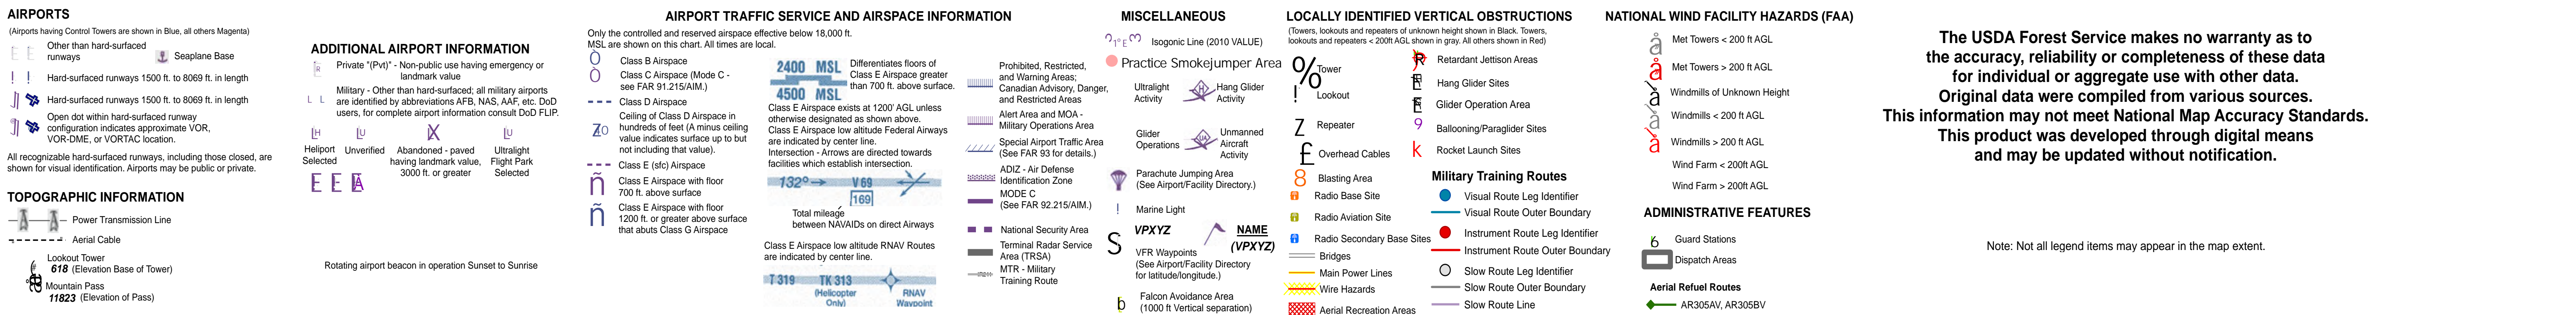 AIRPORTS
(Airports having Control Towers are shown in Blue, all others Magenta)
Other than hard-surfaced
runways
Seaplane Base
Hard-surfaced runways 1500 ft. to 8069 ft. in length
Hard-surfaced runways 1500 ft. to 8069 ft. in length
Open dot within hard-surfaced runway
configuration indicates approximate VOR,
VOR-DME, or VORTAC location.
All recognizable hard-surfaced runways, including those closed, are
shown for visual identification. Airports may be public or private.
TOPOGRAPHIC INFORMATION
Power Transmission Line
Aerial Cable
Lookout Tower
618 (Elevation Base of Tower)
Mountain Pass
11823 (Elevation of Pass)
ADDITIONAL AIRPORT INFORMATION
Private "(Pvt)" - Non-public use having emergency or
landmark value
Military - Other than hard-surfaced; all military airports
are identified by abbreviations AFB, NAS, AAF, etc. DoD
users, for complete airport information consult DoD FLIP.
Heliport
Selected
Unverified
Abandoned - paved
having landmark value,
3000 ft. or greater
Ultralight
Flight Park
Selected
Rotating airport beacon in operation Sunset to Sunrise
AIRPORT TRAFFIC SERVICE AND AIRSPACE INFORMATION
Only the controlled and reserved airspace effective below 18,000 ft.
MSL are shown on this chart. All times are local.
Class B Airspace
Class C Airspace (Mode C -
see FAR 91.215/AIM.)
Class D Airspace
Ceiling of Class D Airspace in
hundreds of feet (A minus ceiling
value indicates surface up to but
not including that value).
Class E (sfc) Airspace
Class E Airspace with floor
700 ft. above surface
Class E Airspace with floor
1200 ft. or greater above surface
that abuts Class G Airspace
2400 MSL
4500 MSL
Differentiates floors of
Class E Airspace greater
than 700 ft. above surface.
Class E Airspace exists at 1200' AGL unless
otherwise designated as shown above.
Class E Airspace low altitude Federal Airways
are indicated by center line.
Intersection - Arrows are directed towards
facilities which establish intersection.
132° V 69
169
Total mileage
between NAVAIDs on direct Airways
Class E Airspace low altitude RNAV Routes
are indicated by center line.
T 319 TK 313
(Helicopter
Only)
RNAV
Waypoint
Prohibited, Restricted,
and Warning Areas;
Canadian Advisory, Danger,
and Restricted Areas
Alert Area and MOA -
Military Operations Area
Special Airport Traffic Area
(See FAR 93 for details.)
ADIZ - Air Defense
Identification Zone
MODE C
(See FAR 92.215/AIM.)
National Security Area
Terminal Radar Service
Area (TRSA)
MTR - Military
Training Route
MISCELLANEOUS
Isogonic Line (2010 VALUE)
Practice Smokejumper Area
Ultralight
Activity
Hang Glider
Activity
Glider
Operations
Unmanned
Aircraft
Activity
Parachute Jumping Area
(See Airport/Facility Directory.)
Marine Light
VPXYZ
NAME
(VPXYZ)
VFR Waypoints
(See Airport/Facility Directory
for latitude/longitude.)
Falcon Avoidance Area
(1000 ft Vertical separation)
LOCALLY IDENTIFIED VERTICAL OBSTRUCTIONS
(Towers, lookouts and repeaters of unknown height shown in Black. Towers,
lookouts and repeaters < 200ft AGL shown in gray. All others shown in Red)
Tower
Lookout
Repeater
Overhead Cables
Blasting Area
Radio Base Site
Radio Aviation Site
Radio Secondary Base Sites
Bridges
Main Power Lines
Wire Hazards
Aerial Recreation Areas
Retardant Jettison Areas
Hang Glider Sites
Glider Operation Area
Ballooning/Paraglider Sites
Rocket Launch Sites
Military Training Routes
Visual Route Leg Identifier
Visual Route Outer Boundary
Instrument Route Leg Identifier
Instrument Route Outer Boundary
Slow Route Leg Identifier
Slow Route Outer Boundary
Slow Route Line
NATIONAL WIND FACILITY HAZARDS (FAA)
Met Towers < 200 ft AGL
Met Towers > 200 ft AGL
Windmills of Unknown Height
Windmills < 200 ft AGL
Windmills > 200 ft AGL
Wind Farm < 200ft AGL
Wind Farm > 200ft AGL
ADMINISTRATIVE FEATURES
Guard Stations
Dispatch Areas
Aerial Refuel Routes
AR305AV, AR305BV
The USDA Forest Service makes no warranty as to
the accuracy, reliability or completeness of these data
for individual or aggregate use with other data.
Original data were compiled from various sources.
This information may not meet National Map Accuracy Standards.
This product was developed through digital means
and may be updated without notification.
Note: Not all legend items may appear in the map extent.